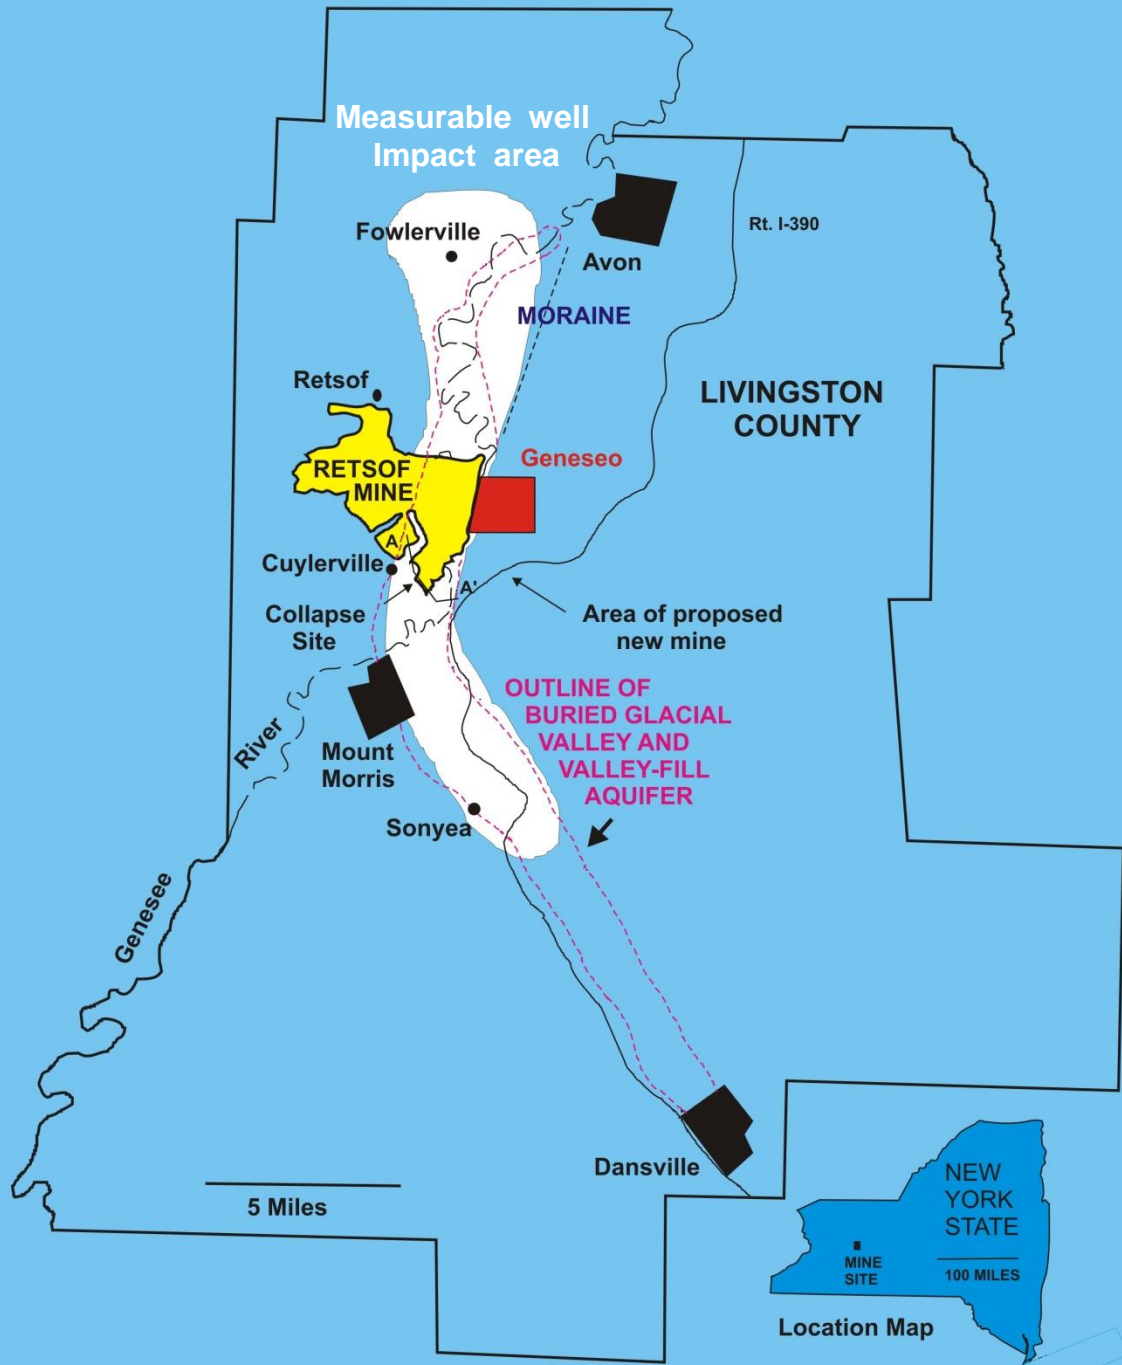 Measurable well
Impact area
Fowlerville
Avon
Rt. I-390
MORAINE
Retsof
LIVINGSTON
COUNTY
RETSOF
MINE
Geneseo
A
Cuylerville
A'
Collapse
Site
Area of proposed
new mine
OUTLINE OF
BURIED GLACIAL
VALLEY AND
VALLEY-FILL
AQUIFER
River
Mount
Morris
Sonyea
Genesee
Dansville
5 Miles
NEW
YORK
STATE
MINE
SITE
100 MILES
Location Map